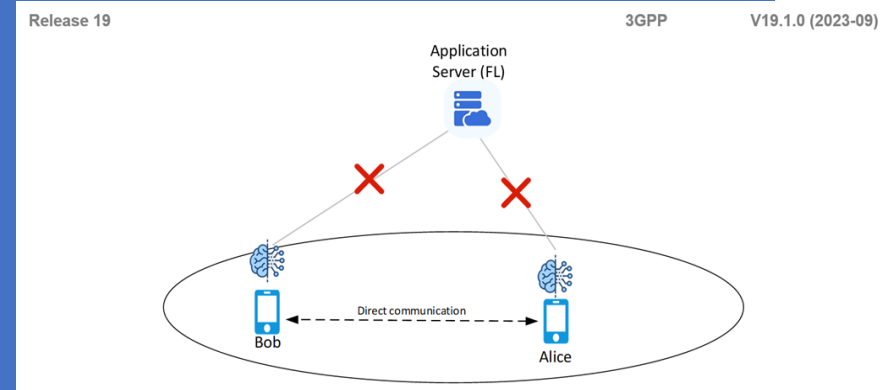 Release 19 3GPP V19.1.0 (2023-09)
Application
Server (FL)
Direct communication
Bob
Alice